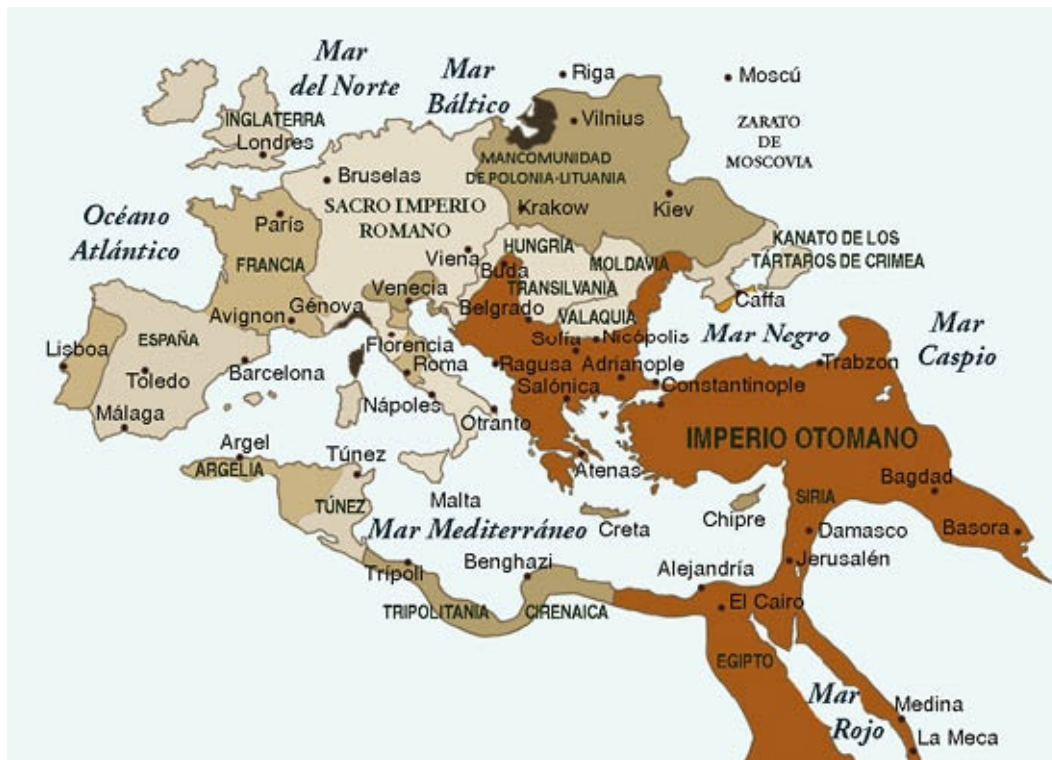 Mar
del Norte
Mar
Báltico
Riga
Moscú
INGLATERRA
Londres
Vilnius
ZARATO
DE
MOSCOVIA
MANCOMUNIDAD
DE POLONIA-LITUANIA
Bruselas
SACRO IMPERIO
ROMANO
Krakow
Kiev
Océano
Atlántico
París
FRANCIA
Viena
HUNGRÍA
Buda
MOLDAVIA
KANATO DE LOS
TÁRTAROS DE CRIMEA
TRANSILVANIA
Venecia
Génova
Avignon
Belgrado
VALAQUIA
Caffa
Mar Negro
Mar
Caspio
Lisboa
ESPAÑA
Toledo
Barcelona
Málaga
Florencia
Roma
Nápoles
Otranto
Sofía
Nicópolis
Ragusa
Adrianople
Salónica
Constantinople
Trabzon
IMPERIO OTOMANO
Atenas
Bagdad
Argel
ARGELIA
Túnez
TÚNEZ
Malta
Mar Mediterráneo
Creta
Chipre
SIRIA
Damasco
Basora
Jerusalén
Trípoli
Benghazi
Alejandría
El Cairo
TRIPOLITANIA
CIRENAICA
EGIPTO
Mar
Rojo
Medina
La Meca